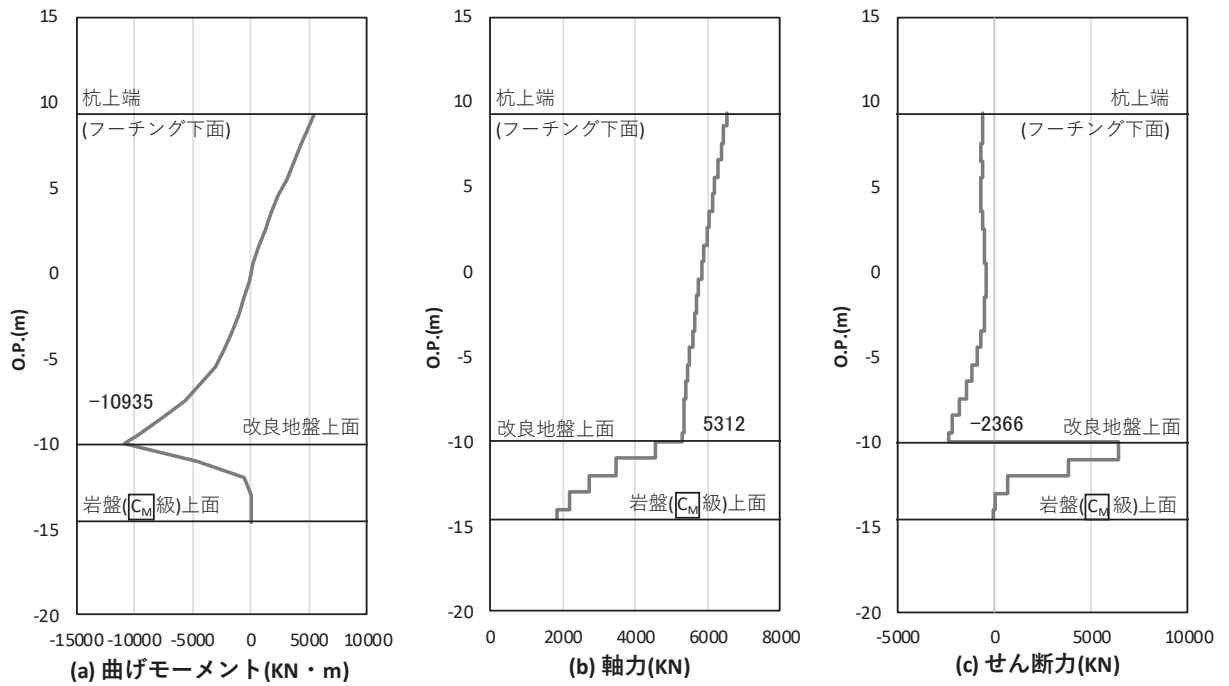 15
10
5
0
-5
-10
-15
-20
O.P.(m)
杭上端
(フーチング下面)
−10935
改良地盤上面
岩盤(CM級)上面
-15000 -10000 -5000 0 5000 10000
(a) 曲げモーメント(KN・m)
15
10
5
0
-5
-10
-15
-20
O.P.(m)
杭上端
(フーチング下面)
5312
改良地盤上面
岩盤(CM級)上面
0 2000 4000 6000 8000
(b) 軸力(KN)
15
10
5
0
-5
-10
-15
-20
O.P.(m)
杭上端
(フーチング下面)
−2366
改良地盤上面
岩盤(CM級)上面
-5000 0 5000 10000
(c) せん断力(KN)